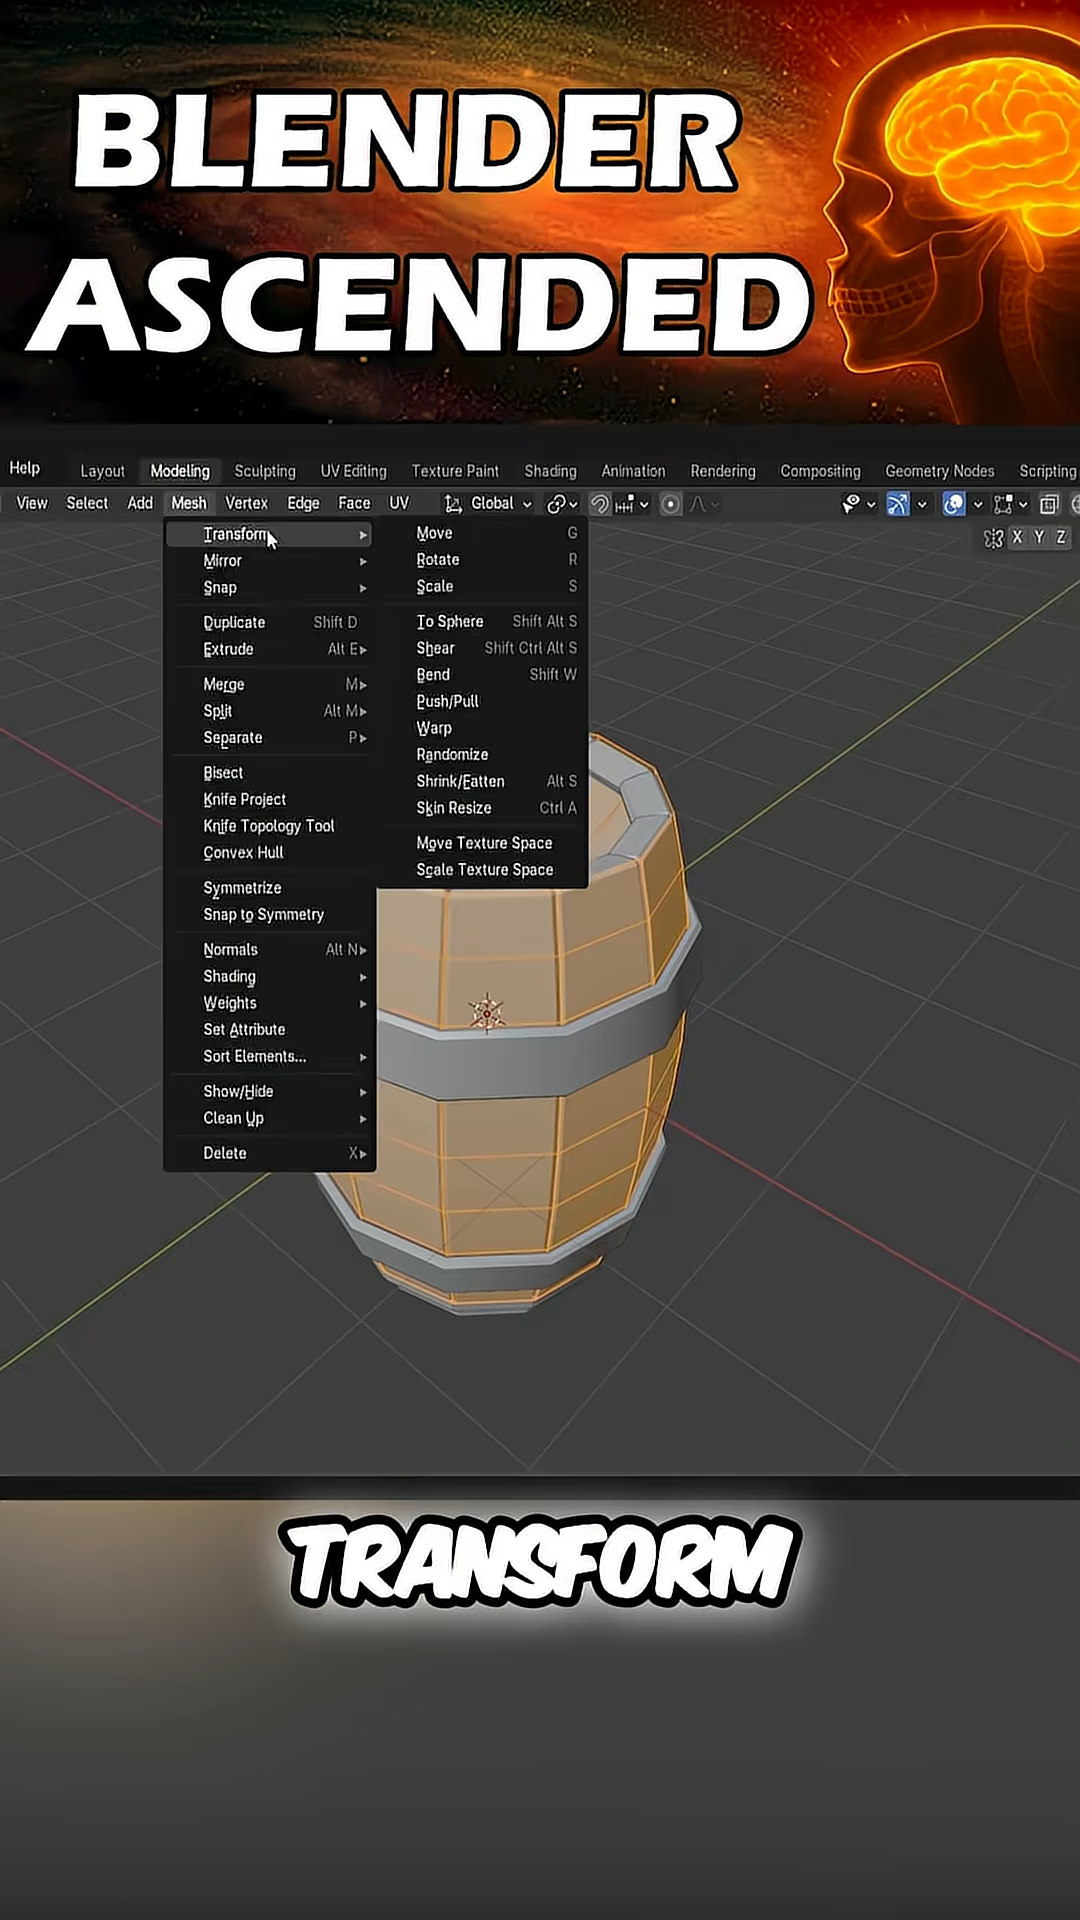 BLENDER
ASCENDED
Help Layout Modeling Sculpting UV Editing Texture Paint Shading Animation Rendering Compositing Geometry Nodes Scripting
View Select Add Mesh Vertex Edge Face UV Global
X Y Z
Transform
Mirror
Snap
Duplicate Shift D
Extrude Alt E
Merge M
Split Alt M
Separate P
Bisect
Knife Project
Knife Topology Tool
Convex Hull
Symmetrize
Snap to Symmetry
Normals Alt N
Shading
Weights
Set Attribute
Sort Elements...
Show/Hide
Clean Up
Delete X
Move G
Rotate R
Scale S
To Sphere Shift Alt S
Shear Shift Ctrl Alt S
Bend Shift W
Push/Pull
Warp
Randomize
Shrink/Fatten Alt S
Skin Resize Ctrl A
Move Texture Space
Scale Texture Space
TRANSFORM